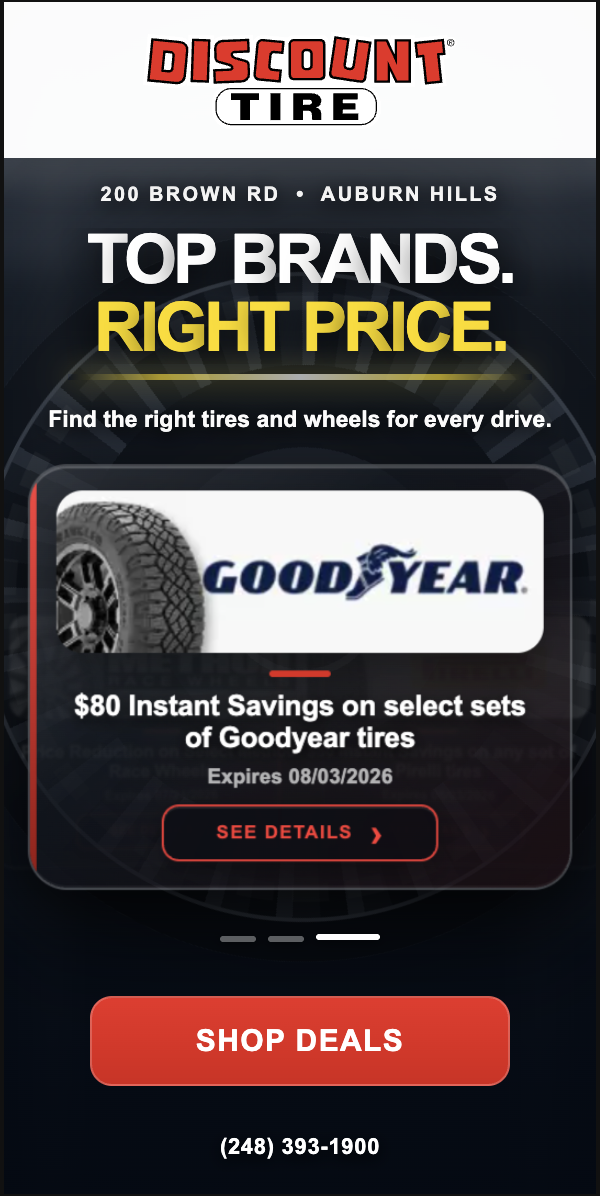 DISCOUNT®
TIRE
200 BROWN RD • AUBURN HILLS
TOP BRANDS.
RIGHT PRICE.
Find the right tires and wheels for every drive.
GOODYEAR
$80 Instant Savings on select sets
of Goodyear tires
Expires 08/03/2026
SEE DETAILS ›
SHOP DEALS
(248) 393-1900